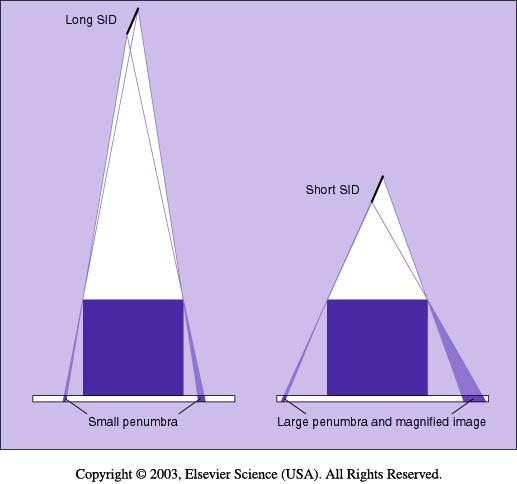 Long SID
Short SID
Small penumbra
Large penumbra and magnified image
Copyright © 2003, Elsevier Science (USA). All Rights Reserved.